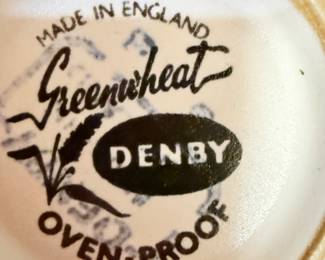 MADE IN ENGLAND
Greenwheat
DENBY
OVEN-PROOF